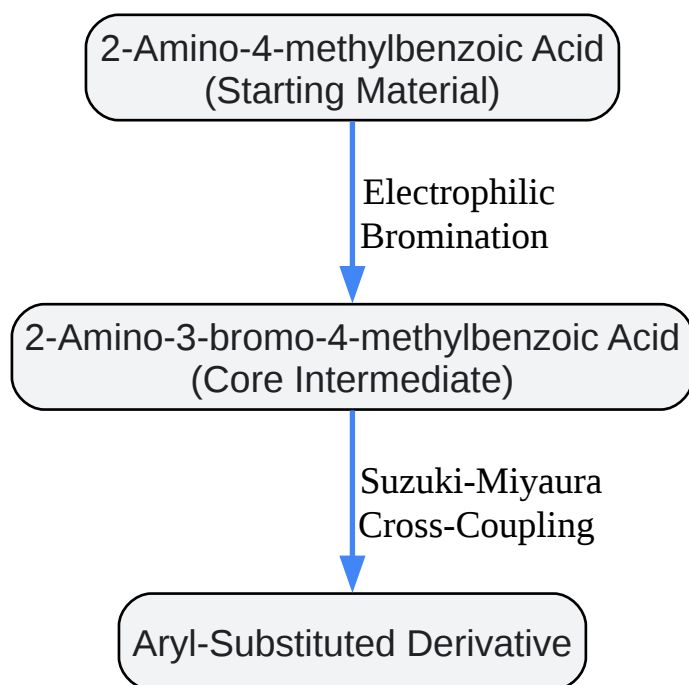 2-Amino-4-methylbenzoic Acid
(Starting Material)
Electrophilic
Bromination
2-Amino-3-bromo-4-methylbenzoic Acid
(Core Intermediate)
Suzuki-Miyaura
Cross-Coupling
Aryl-Substituted Derivative